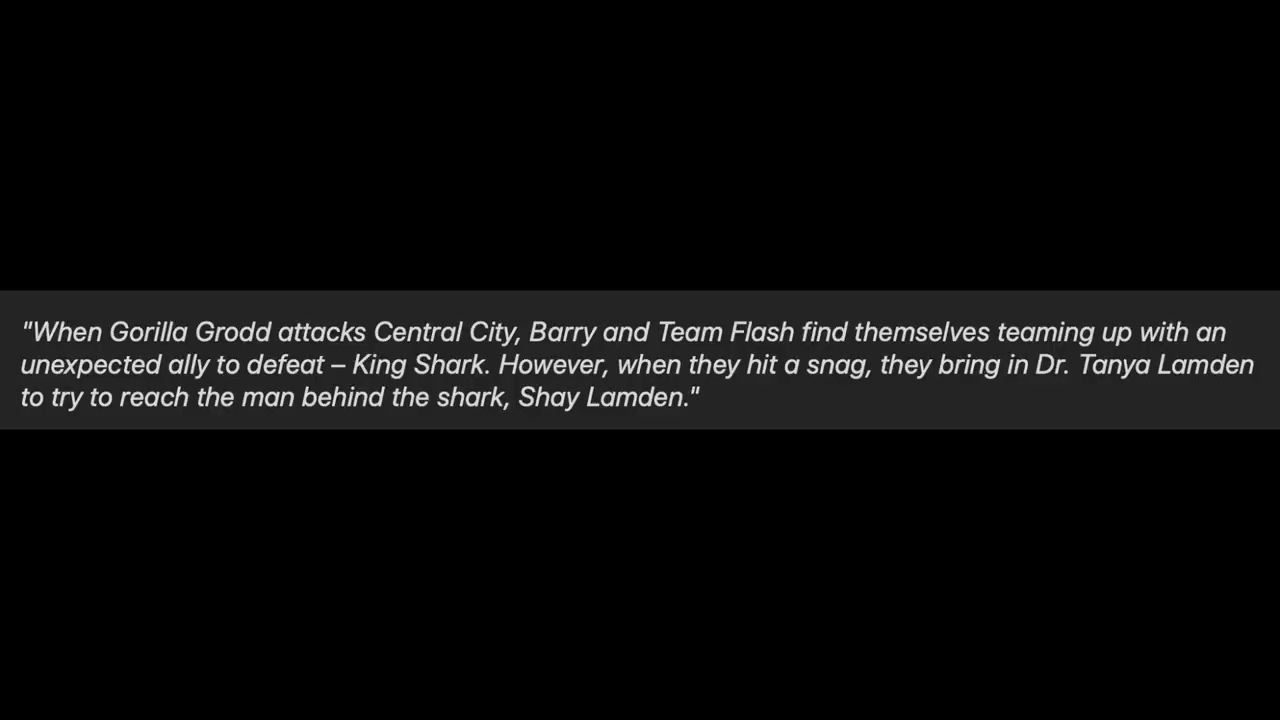 "When Gorilla Grodd attacks Central City, Barry and Team Flash find themselves teaming up with an
unexpected ally to defeat – King Shark. However, when they hit a snag, they bring in Dr. Tanya Lamden
to try to reach the man behind the shark, Shay Lamden."